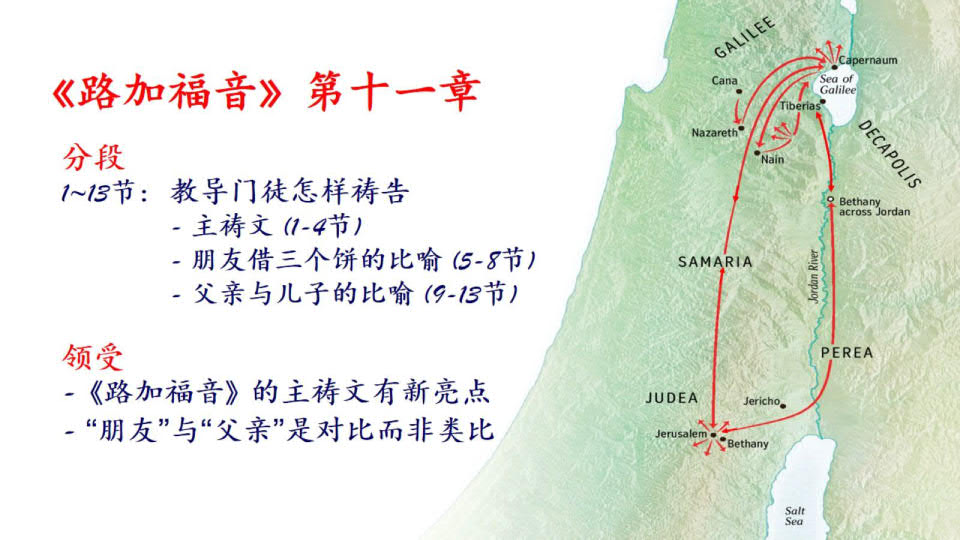 《路加福音》第十一章
分段
1~13节：教导门徒怎样祷告
- 主祷文 (1-4节)
- 朋友借三个饼的比喻 (5-8节)
- 父亲与儿子的比喻 (9-13节)
领受
-《路加福音》的主祷文有新亮点
- “朋友”与“父亲”是对比而非类比
GALILEE
Capernaum
Cana
Sea of
Galilee
Tiberias
Nazareth
Nain
DECAPOLIS
Bethany
across Jordan
SAMARIA
Jordan River
PEREA
JUDEA
Jericho
Jerusalem
Bethany
Salt
Sea